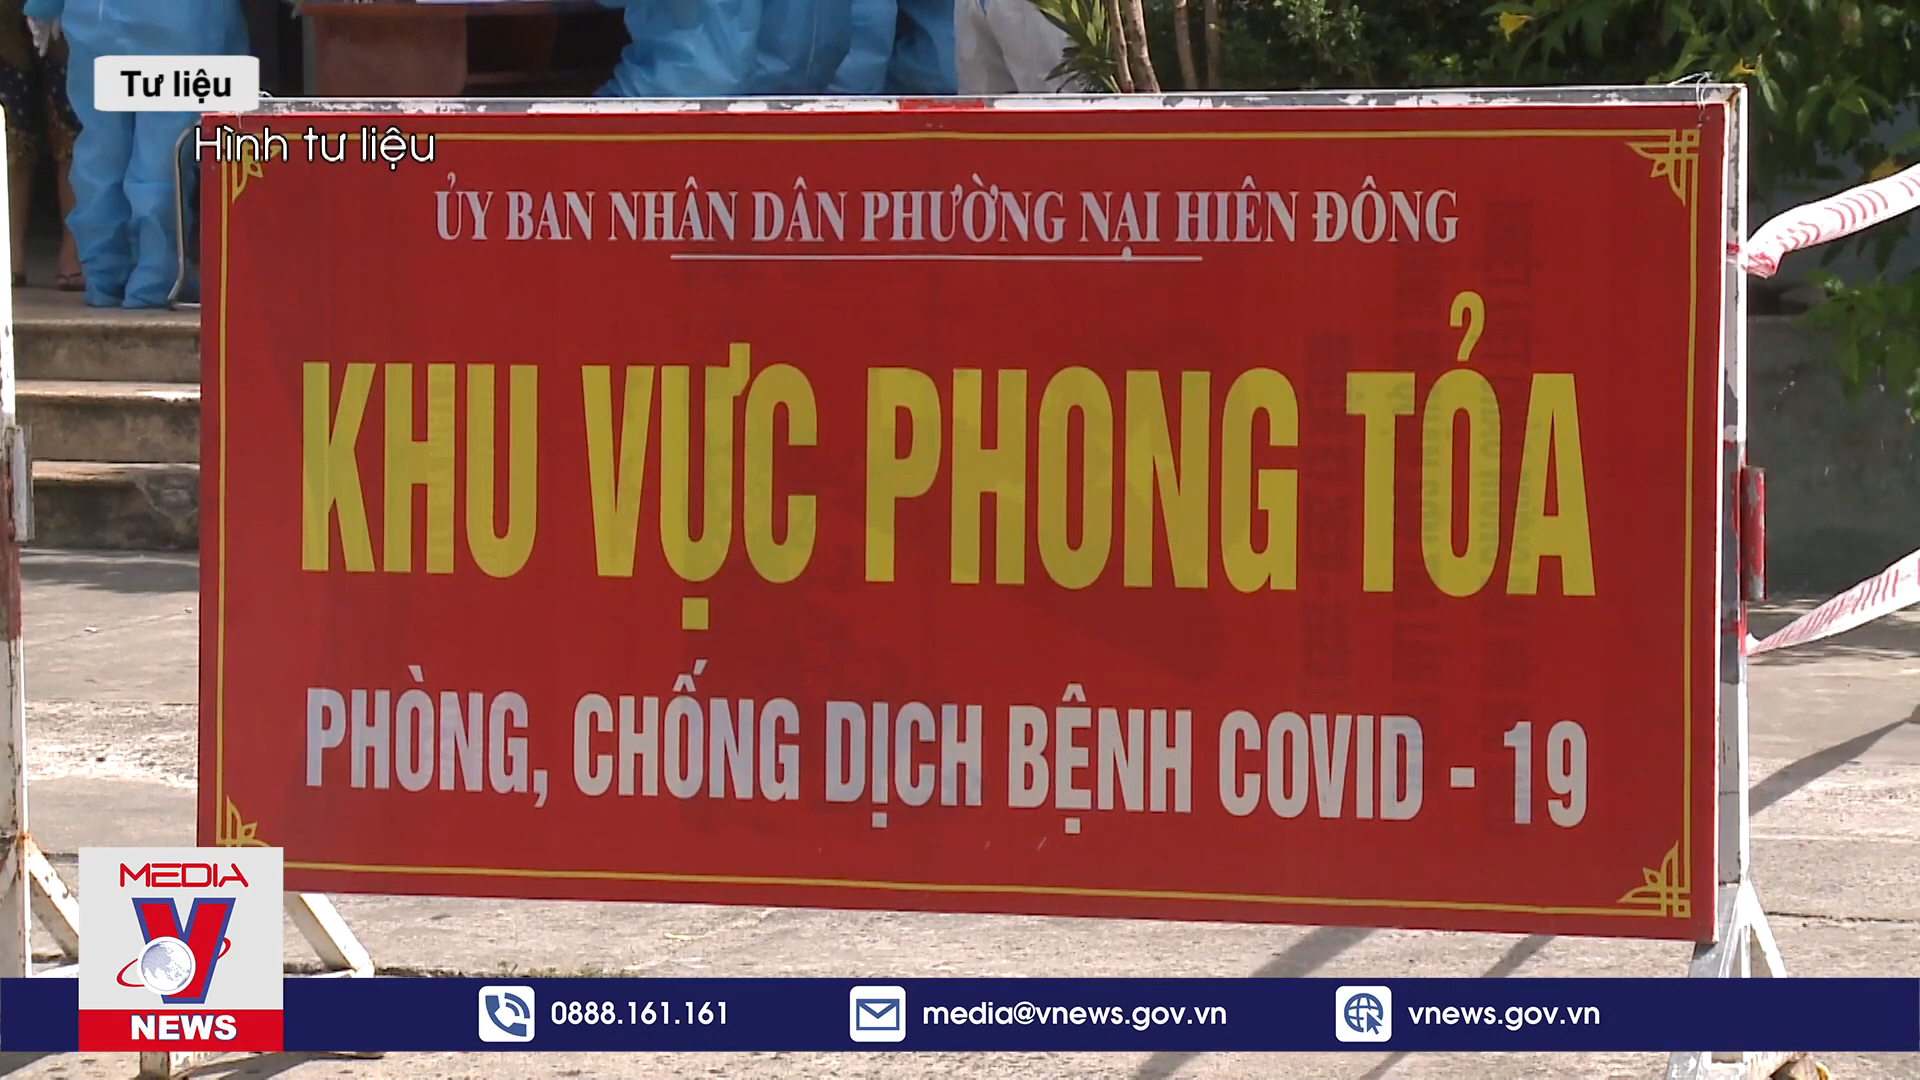 Tư liệu
Hình tư liệu
ỦY BAN NHÂN DÂN PHƯỜNG NẠI HIÊN ĐÔNG
KHU VỰC PHONG TỎA
PHÒNG, CHỐNG DỊCH BỆNH COVID - 19
MEDIA
V
NEWS
0888.161.161
media@vnews.gov.vn
vnews.gov.vn